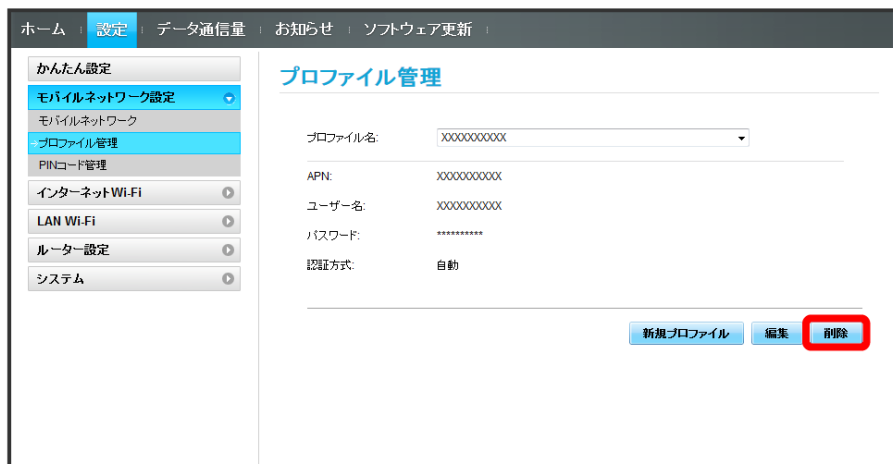 ホーム 設定 データ通信量 お知らせ ソフトウェア更新
かんたん設定
モバイルネットワーク設定
モバイルネットワーク
プロファイル管理
PINコード管理
インターネットWi-Fi
LAN Wi-Fi
ルーター設定
システム
プロファイル管理
プロファイル名: XXXXXXXXXX
APN: XXXXXXXXXX
ユーザー名: XXXXXXXXXX
パスワード: **********
認証方式: 自動
新規プロファイル 編集 削除